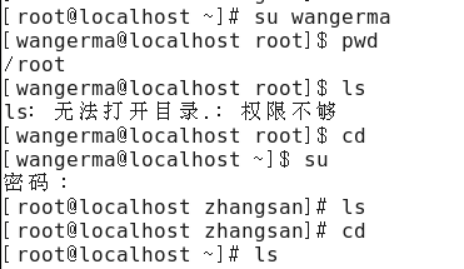 [root@localhost ~]# su wangerma
[wangerma@localhost root]$ pwd
/root
[wangerma@localhost root]$ ls
ls: 无法打开目录.: 权限不够
[wangerma@localhost root]$ cd
[wangerma@localhost ~]$ su
密码：
[root@localhost zhangsan]# ls
[root@localhost zhangsan]# cd
[root@localhost ~]# ls